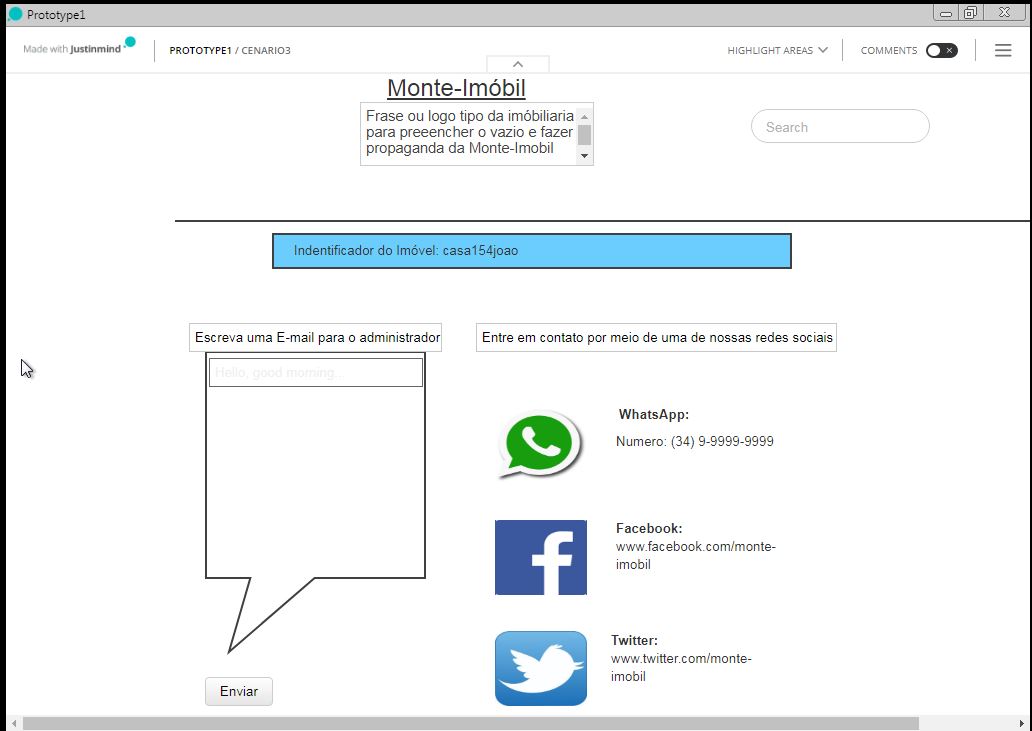 Prototype1
Made with Justinmind
PROTOTYPE1 / CENARIO3
HIGHLIGHT AREAS
COMMENTS
Monte-Imóbil
Frase ou logo tipo da imóbiliaria
para preeencher o vazio e fazer
propaganda da Monte-Imobil
Search
Indentificador do Imóvel: casa154joao
Escreva uma E-mail para o administrador
Hello, good morning...
Enviar
Entre em contato por meio de uma de nossas redes sociais
WhatsApp:
Numero: (34) 9-9999-9999
Facebook:
www.facebook.com/monte-
imobil
Twitter:
www.twitter.com/monte-
imobil